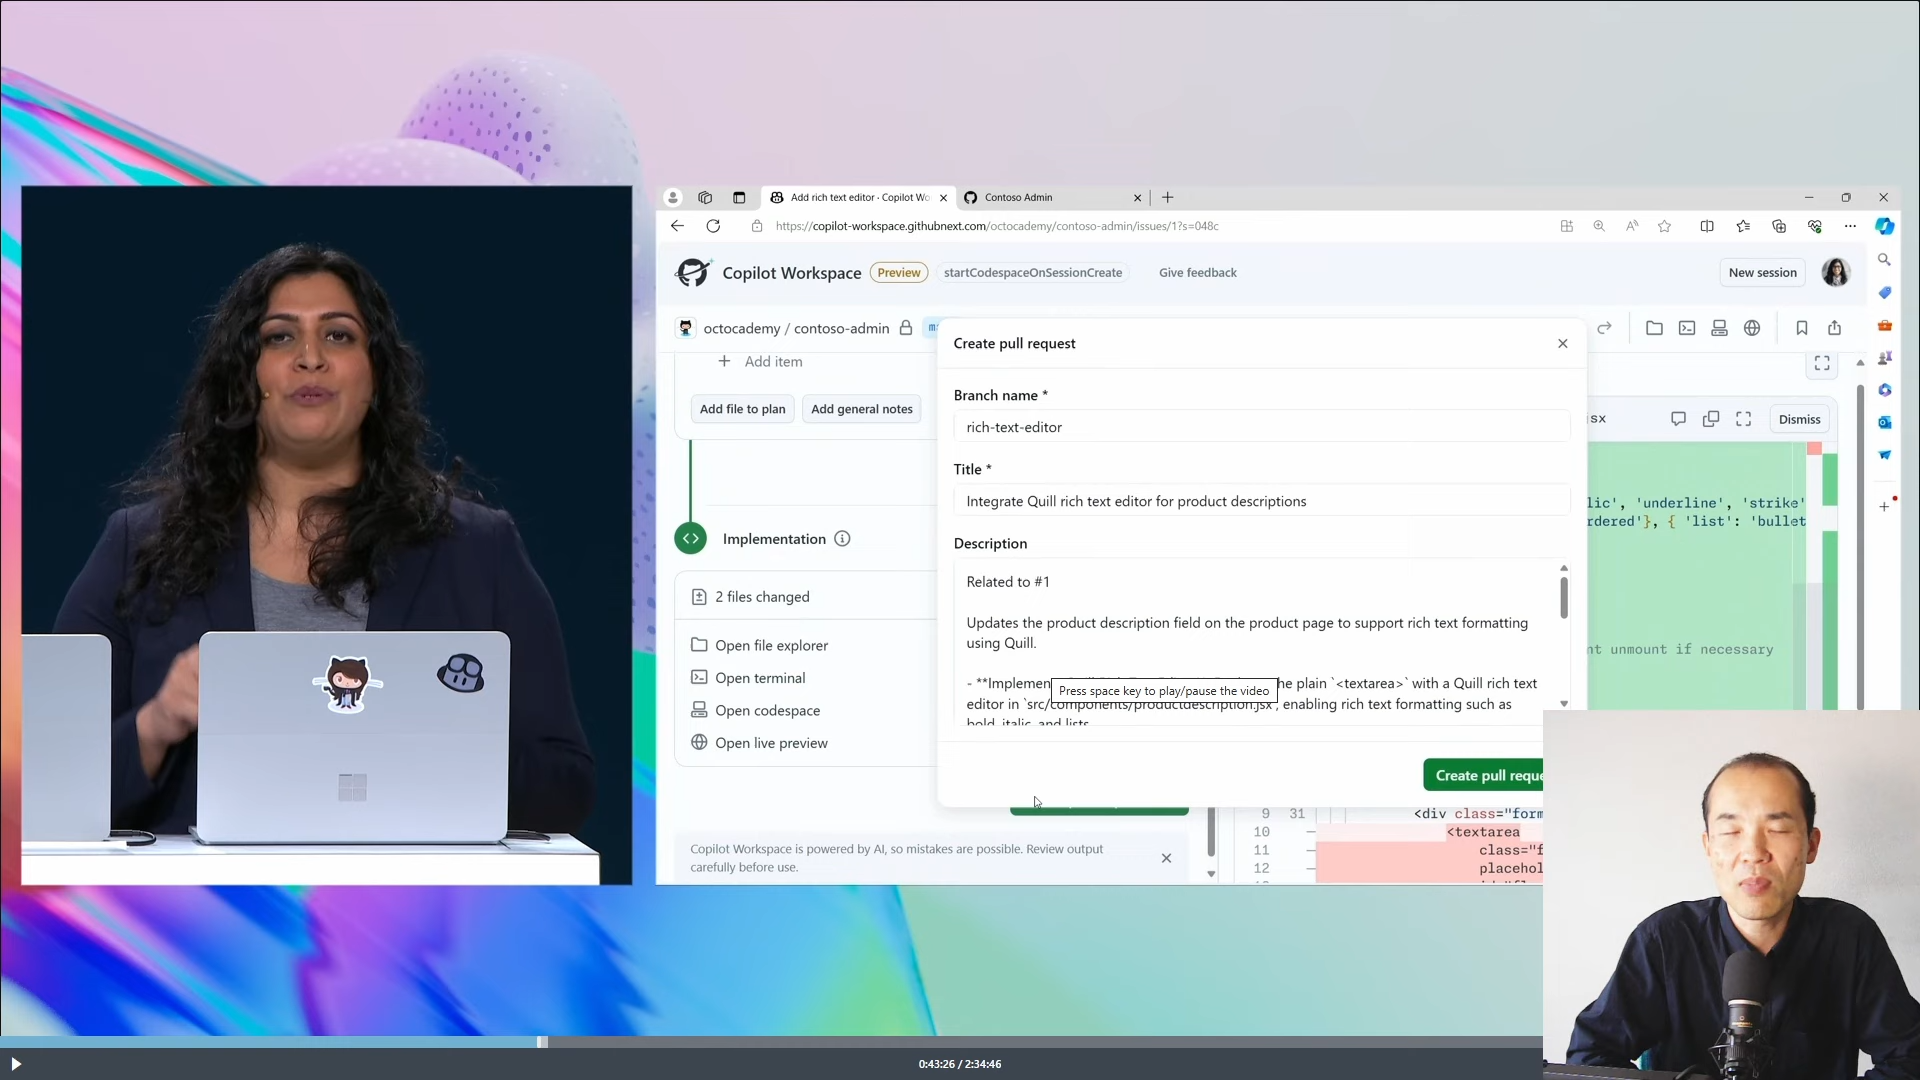 Add rich text editor · Copilot Wo
Contoso Admin
https://copilot-workspace.githubnext.com/octocademy/contoso-admin/issues/1?s=048c
Copilot Workspace
Preview
startCodespaceOnSessionCreate
Give feedback
New session
octocademy / contoso-admin
Add item
Add file to plan
Add general notes
Implementation
2 files changed
Open file explorer
Open terminal
Open codespace
Open live preview
Copilot Workspace is powered by AI, so mistakes are possible. Review output
carefully before use.
Create pull request
Branch name *
rich-text-editor
Title *
Integrate Quill rich text editor for product descriptions
Description
Related to #1
Updates the product description field on the product page to support rich text formatting
using Quill.
- **Implemen he plain `<textarea>` with a Quill rich text
Press space key to play/pause the video
editor in `src/components/productdescription.jsx`, enabling rich text formatting such as
bold, italic, and lists
Create pull reque
sx
Dismiss
lic', 'underline', 'strike'
rdered'}, { 'list': 'bullet
nt unmount if necessary
9 31 <div class="form
10 — <textarea
11 — class="f
12 — placehol
0:43:26 / 2:34:46